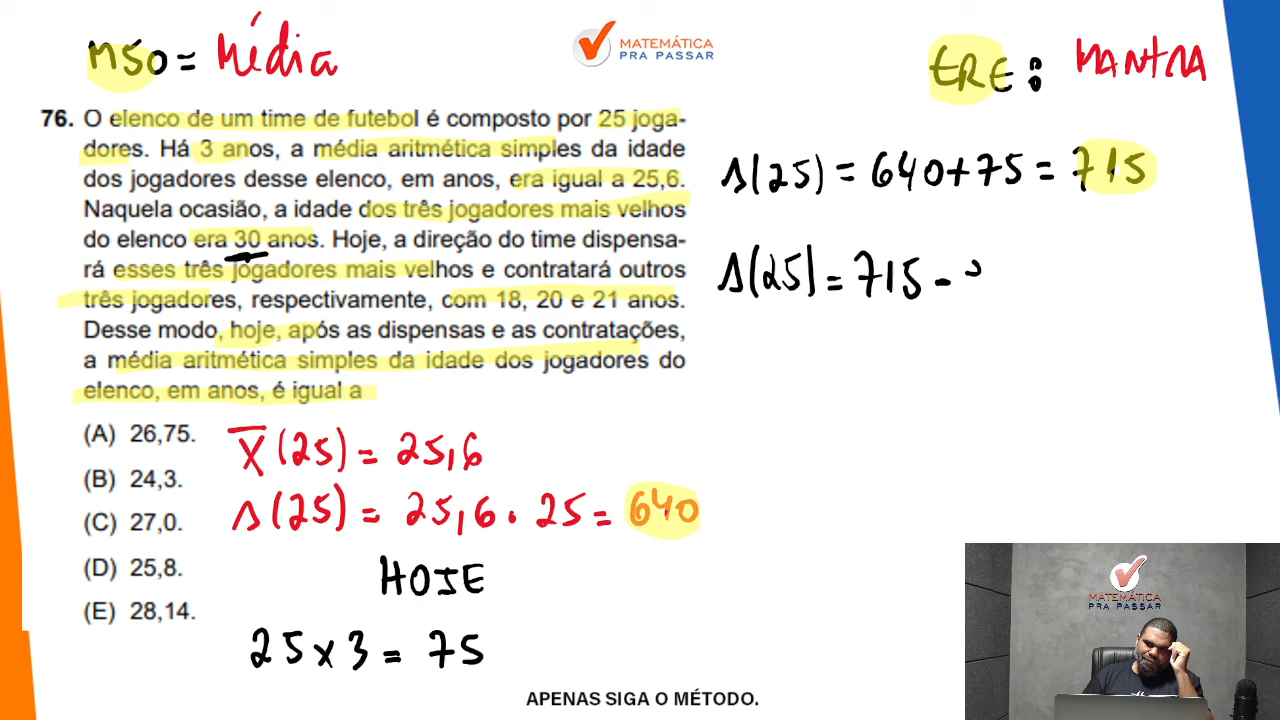 MSO = Média
MATEMÁTICA
PRA PASSAR
ERE: MANTRA
76. O elenco de um time de futebol é composto por 25 joga-
dores. Há 3 anos, a média aritmética simples da idade
dos jogadores desse elenco, em anos, era igual a 25,6.
Naquela ocasião, a idade dos três jogadores mais velhos
do elenco era 30 anos. Hoje, a direção do time dispensa-
rá esses três jogadores mais velhos e contratará outros
três jogadores, respectivamente, com 18, 20 e 21 anos.
Desse modo, hoje, após as dispensas e as contratações,
a média aritmética simples da idade dos jogadores do
elenco, em anos, é igual a
(A) 26,75.
(B) 24,3.
(C) 27,0.
(D) 25,8.
(E) 28,14.
X̅(25) = 25,6
s(25) = 25,6 . 25 = 640
HOJE
25 x 3 = 75
s(25) = 640 + 75 = 715
s(25) = 715 -
MATEMÁTICA
PRA PASSAR
APENAS SIGA O MÉTODO.